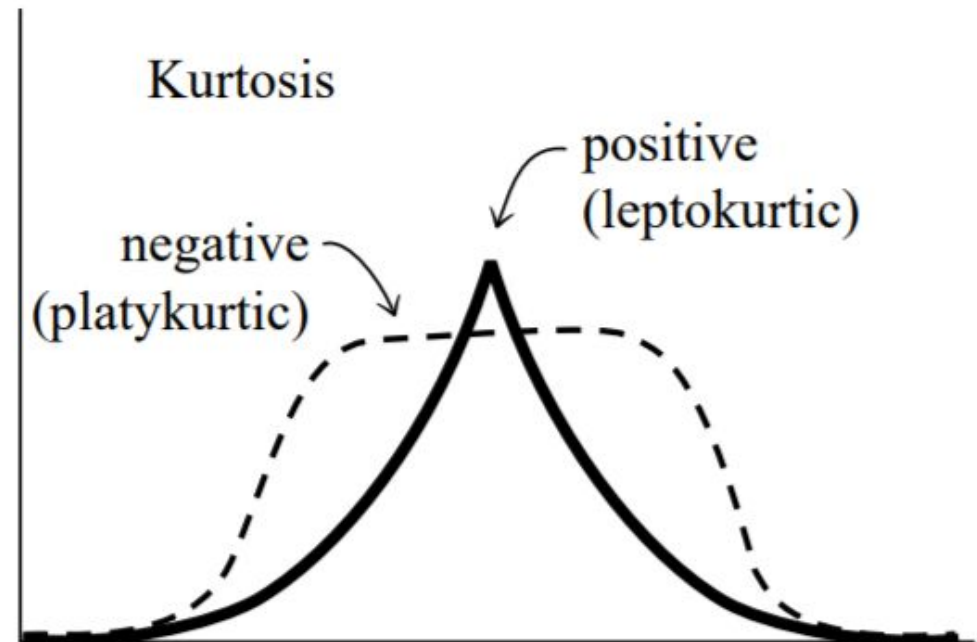 Kurtosis
positive
(leptokurtic)
negative
(platykurtic)